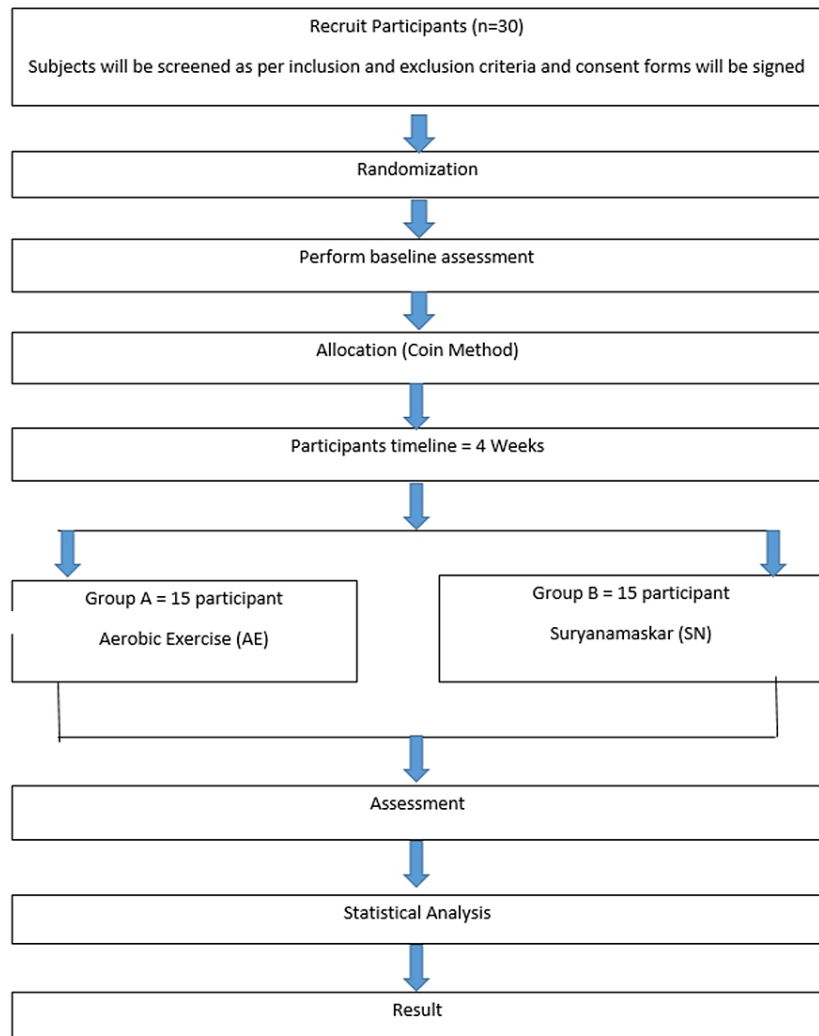 Recruit Participants (n=30)
Subjects will be screened as per inclusion and exclusion criteria and consent forms will be signed
Randomization
Perform baseline assessment
Allocation (Coin Method)
Participants timeline = 4 Weeks
Group A = 15 participant
Aerobic Exercise (AE)
Group B = 15 participant
Suryanamaskar (SN)
Assessment
Statistical Analysis
Result